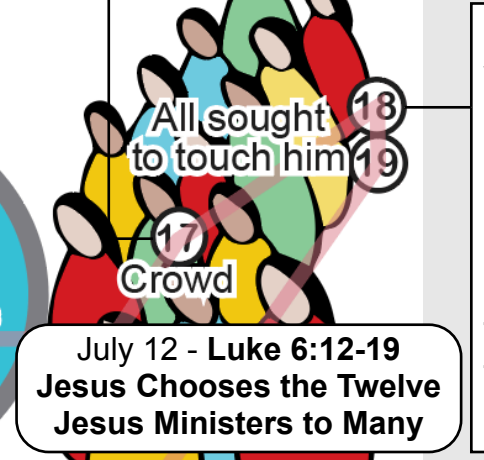 All sought
18
to touch him
19
17
Crowd
July 12 - Luke 6:12-19
Jesus Chooses the Twelve
Jesus Ministers to Many